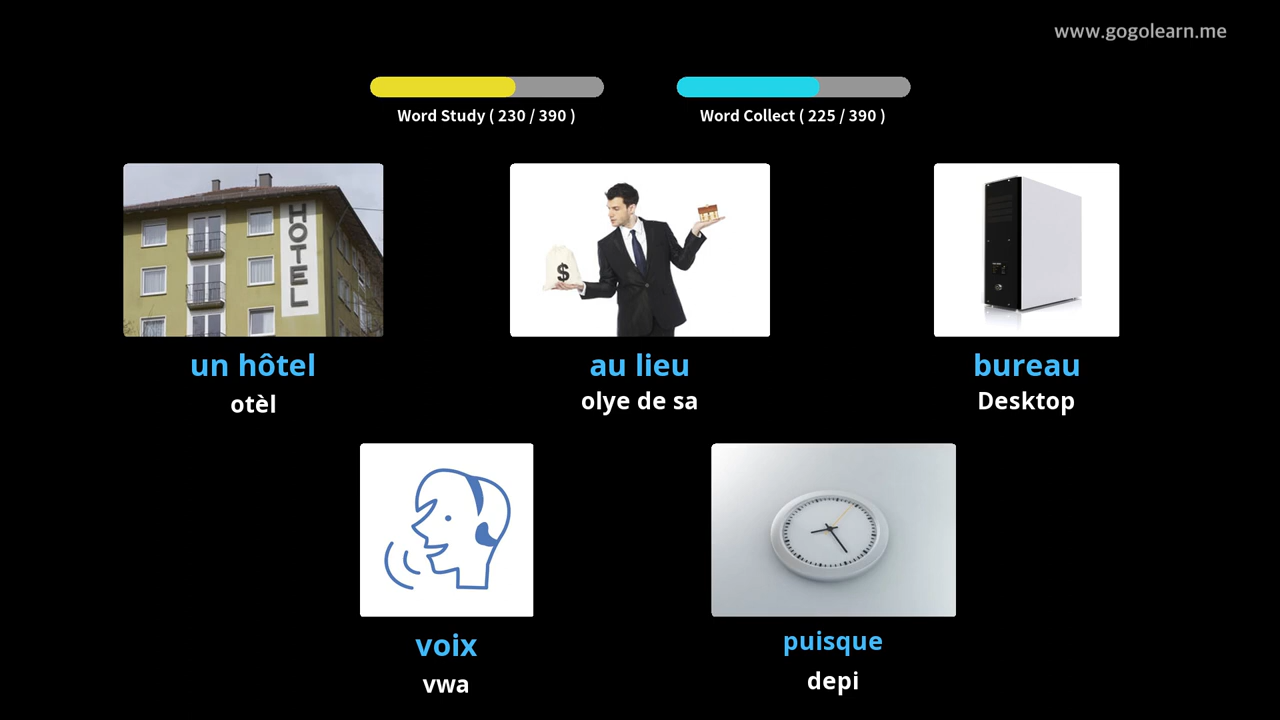 www.gogolearn.me
Word Study ( 230 / 390 )
Word Collect ( 225 / 390 )
HOTEL
$
un hôtel
au lieu
bureau
otèl
olye de sa
Desktop
voix
puisque
vwa
depi